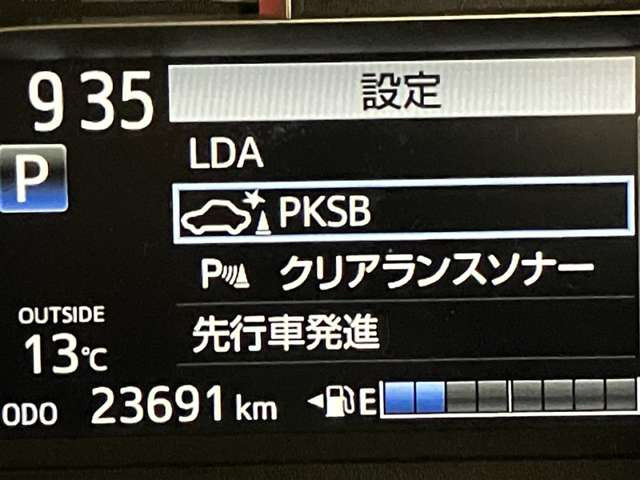 設定
9 35
LDA
P
PKSB
P クリアランスソナー
OUTSIDE
先行車発進
13℃
ODO 23691 km E